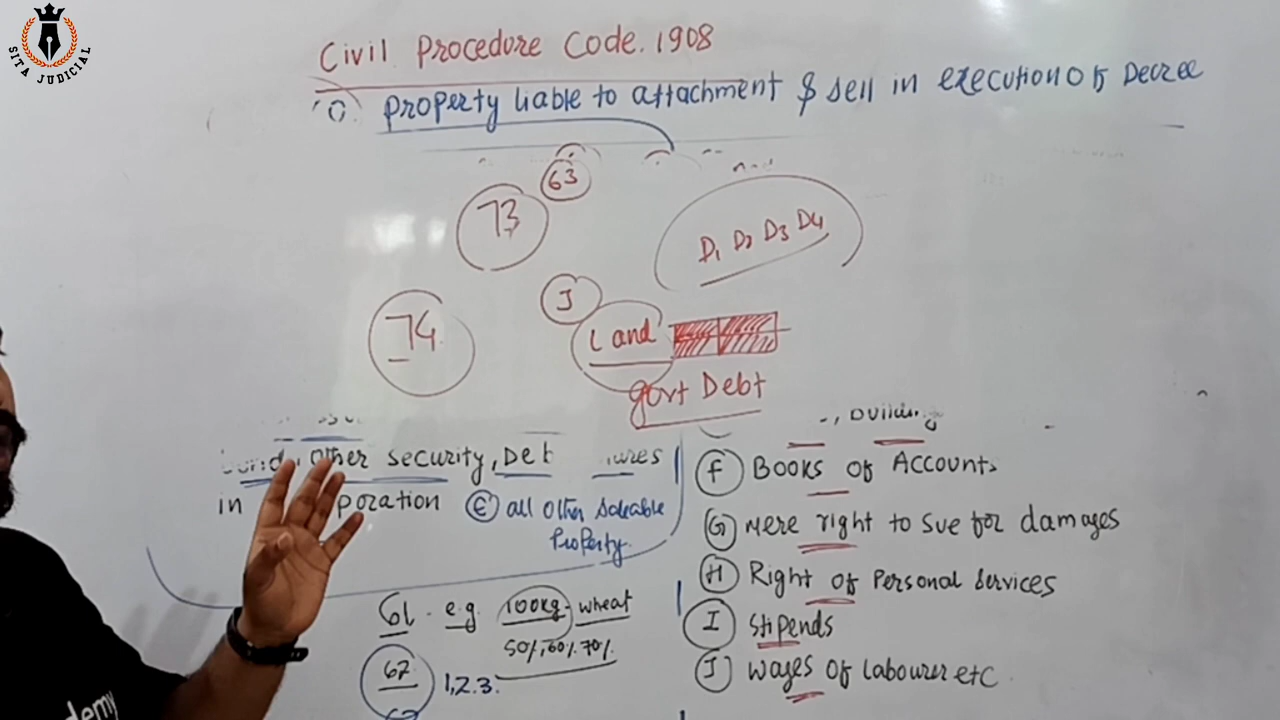 SITA JUDICIAL
Civil Procedure Code. 1908
Property liable to attachment & sell in execution of Decree
63
73
D1 D2 D3 D4
J
74
Land
govt Debt
other security, Deb
ures
in
poration
E all other saleable
Property.
61 - e.g. 100kg - wheat
50%, 60%. 70%.
62
1,2.3.
F Books of Accounts
G Mere right to sue for damages
H Right of Personal Services
I Stipends
J wages of labourer etc
demy